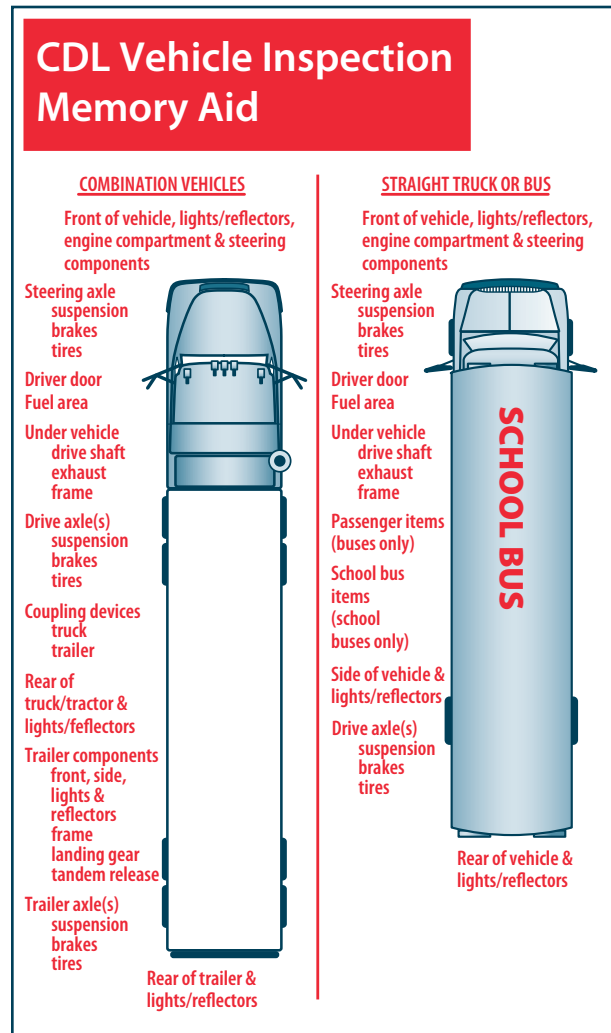 CDL Vehicle Inspection
Memory Aid
COMBINATION VEHICLES
Front of vehicle, lights/reflectors,
engine compartment & steering
components
Steering axle
suspension
brakes
tires
Driver door
Fuel area
Under vehicle
drive shaft
exhaust
frame
Drive axle(s)
suspension
brakes
tires
Coupling devices
truck
trailer
Rear of
truck/tractor &
lights/feflectors
Trailer components
front, side,
lights &
reflectors
frame
landing gear
tandem release
Trailer axle(s)
suspension
brakes
tires
Rear of trailer &
lights/reflectors
STRAIGHT TRUCK OR BUS
Front of vehicle, lights/reflectors,
engine compartment & steering
components
Steering axle
suspension
brakes
tires
Driver door
Fuel area
Under vehicle
drive shaft
exhaust
frame
Passenger items
(buses only)
School bus
items
(school
buses only)
Side of vehicle &
lights/reflectors
Drive axle(s)
suspension
brakes
tires
SCHOOL BUS
Rear of vehicle &
lights/reflectors